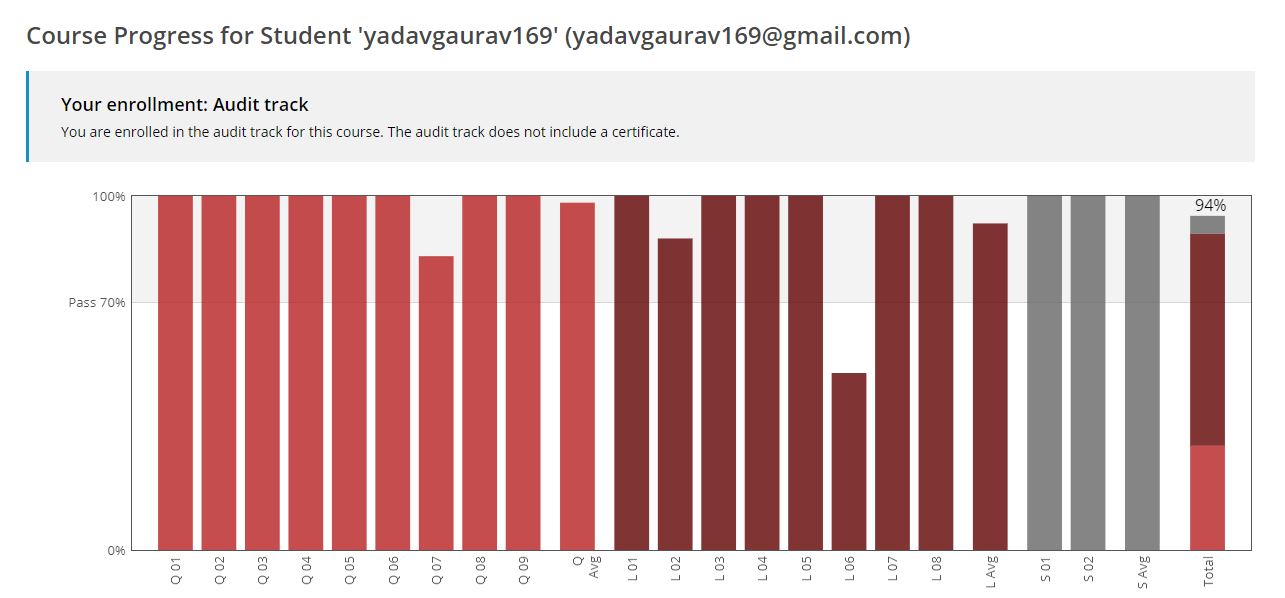 Course Progress for Student 'yadavgaurav169' (yadavgaurav169@gmail.com)
Your enrollment: Audit track
You are enrolled in the audit track for this course. The audit track does not include a certificate.
100%
94%
Pass 70%
0%
Q 01
Q 02
Q 03
Q 04
Q 05
Q 06
Q 07
Q 08
Q 09
Q
Avg
L 01
L 02
L 03
L 04
L 05
L 06
L 07
L 08
L Avg
S 01
S 02
S Avg
Total